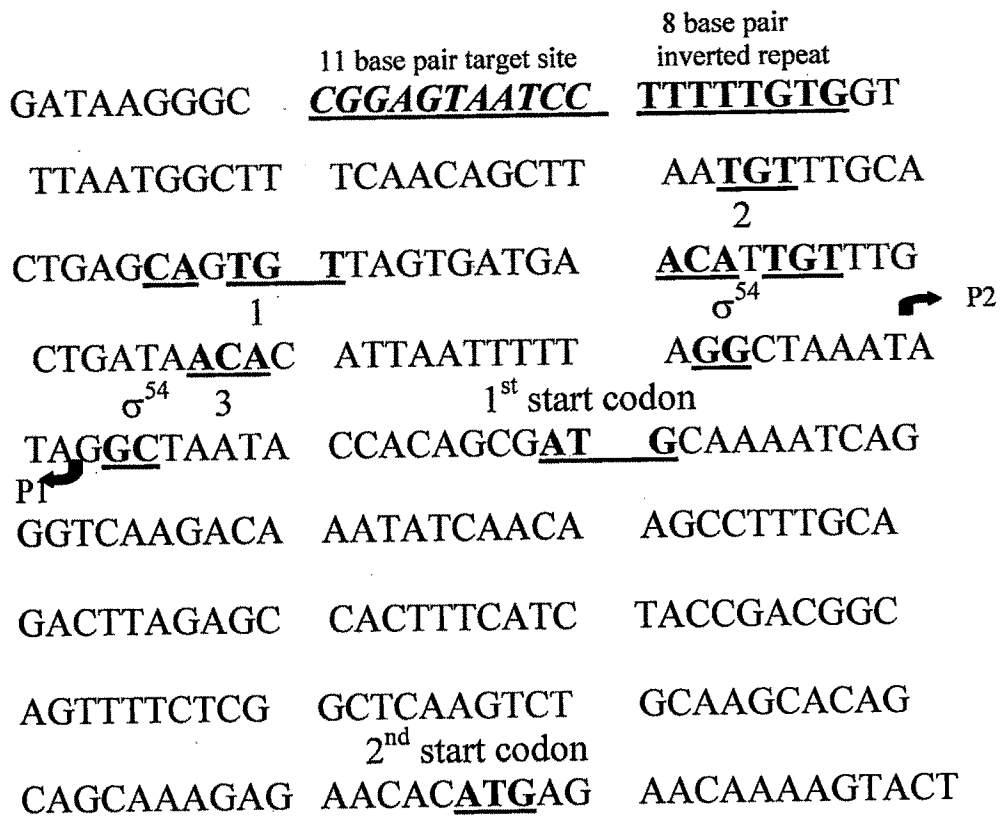 8 base pair
11 base pair target site inverted repeat
GATAAGGGC CGGAGTAATCC TTTTTGTGGT
TTAATGGCTT TCAACAGCTT AATGTTTGCA
2
CTGAGCAGTG TTAGTGATGA ACATTGTTTG
1 σ54 P2
CTGATAACAC ATTAATTTTT AGGCTAAATA
σ54 3 1st start codon
TAGGCTAATA CCACAGCGAT GCAAAATCAG
P1
GGTCAAGACA AATATCAACA AGCCTTTGCA
GACTTAGAGC CACTTTCATC TACCGACGGC
AGTTTTCTCG GCTCAAGTCT GCAAGCACAG
2nd start codon
CAGCAAAGAG AACACATGAG AACAAAAGTACT